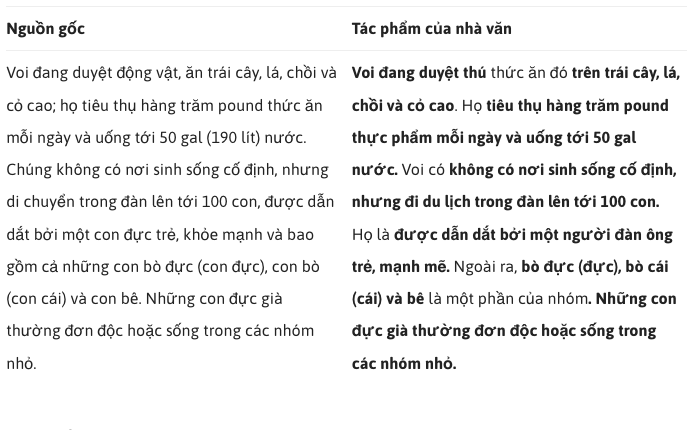 Nguồn gốc
Voi đang duyệt động vật, ăn trái cây, lá, chồi và
cỏ cao; họ tiêu thụ hàng trăm pound thức ăn
mỗi ngày và uống tới 50 gal (190 lít) nước.
Chúng không có nơi sinh sống cố định, nhưng
di chuyển trong đàn lên tới 100 con, được dẫn
dắt bởi một con đực trẻ, khỏe mạnh và bao
gồm cả những con bò đực (con đực), con bò
(con cái) và con bê. Những con đực già
thường đơn độc hoặc sống trong các nhóm
nhỏ.
Tác phẩm của nhà văn
Voi đang duyệt thú thức ăn đó trên trái cây, lá,
chồi và cỏ cao. Họ tiêu thụ hàng trăm pound
thực phẩm mỗi ngày và uống tới 50 gal
nước. Voi có không có nơi sinh sống cố định,
nhưng đi du lịch trong đàn lên tới 100 con.
Họ là được dẫn dắt bởi một người đàn ông
trẻ, mạnh mẽ. Ngoài ra, bò đực (đực), bò cái
(cái) và bê là một phần của nhóm. Những con
đực già thường đơn độc hoặc sống trong
các nhóm nhỏ.